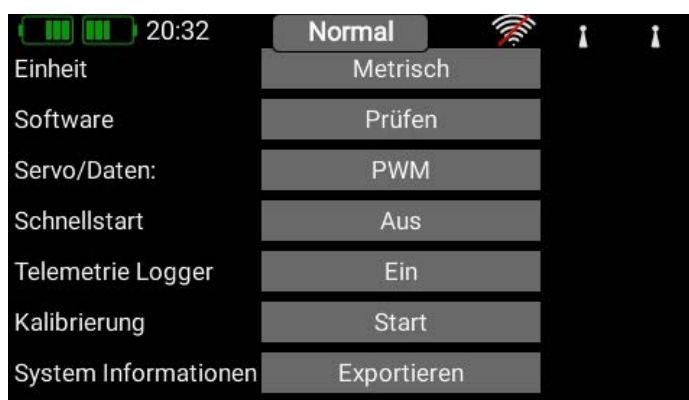 20:32 Normal
Einheit Metrisch
Software Prüfen
Servo/Daten: PWM
Schnellstart Aus
Telemetrie Logger Ein
Kalibrierung Start
System Informationen Exportieren